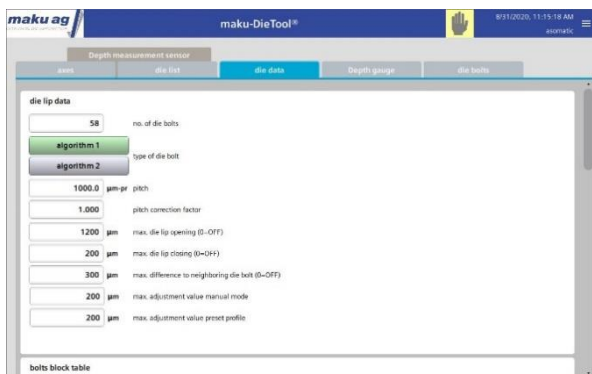 maku ag
maku-DieTool®
8/31/2020, 11:15:18 AM
esomatic
Depth measurement sensor
axes
die list
die data
Depth gauge
die bolts
die lip data
58 no. of die bolts
algorithm 1
type of die bolt
algorithm 2
1000.0 µm-pr pitch
1.000 pitch correction factor
1200 µm max. die lip opening (0=OFF)
200 µm max. die lip closing (0=OFF)
300 µm max. difference to neighboring die bolt (0=OFF)
200 µm max. adjustment value manual mode
200 µm max. adjustment value preset profile
bolts block table